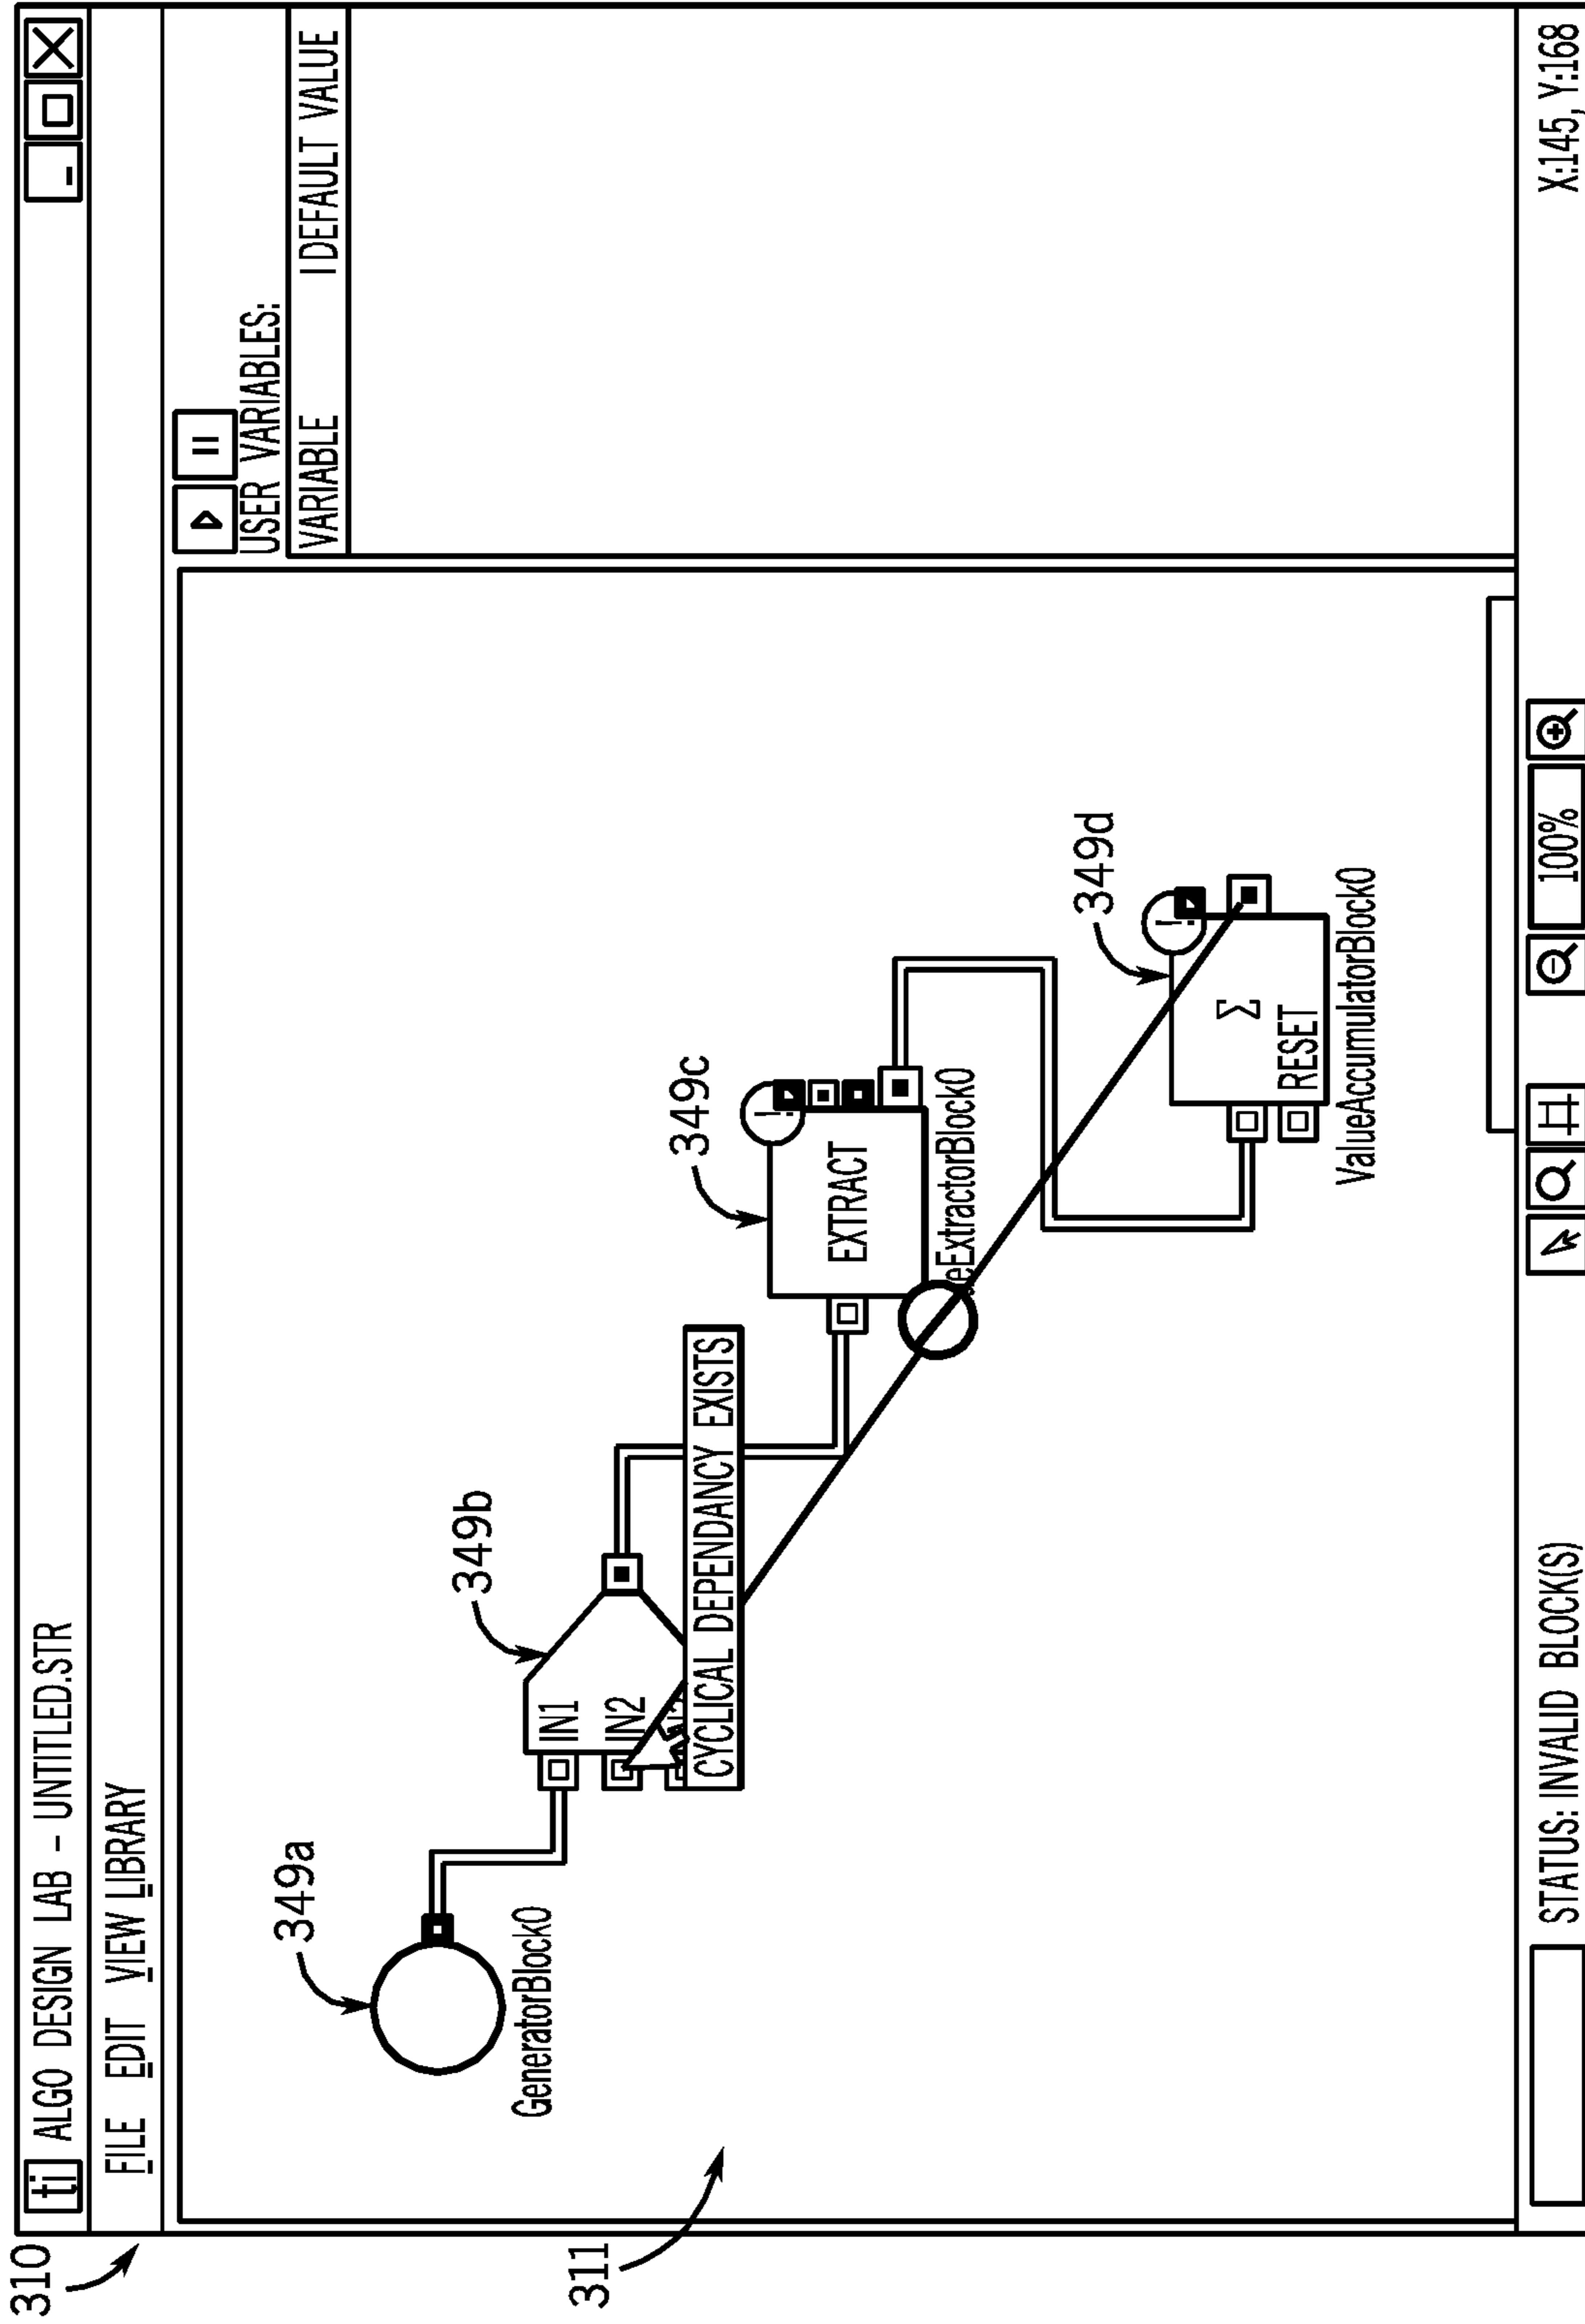 310
ti ALGO DESIGN LAB - UNTITLED.STR
FILE EDIT VIEW LIBRARY
USER VARIABLES:
VARIABLE | DEFAULT VALUE
311
349a
GeneratorBlock0
349b
IN1
IN2
CYCLICAL DEPENDANCY EXISTS
349c
!
EXTRACT
eExtractorBlock0
349d
!
Σ
RESET
ValueAccumulatorBlock0
STATUS: INVALID BLOCK(S)
100%
X:145, Y:168